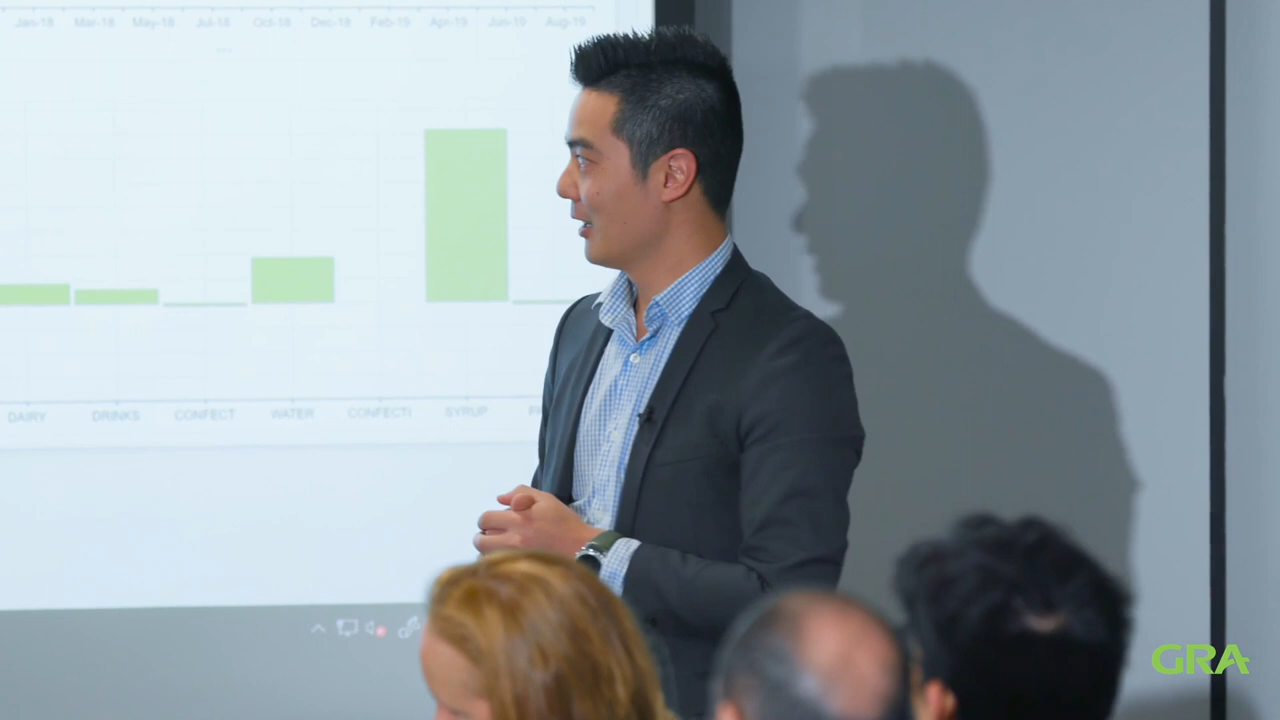 Jan-18 Mar-18 May-18 Jul-18 Oct-18 Dec-18 Feb-19 Apr-19 Jun-19 Aug-19
DAIRY DRINKS CONFECT WATER CONFECTI SYRUP
GRA